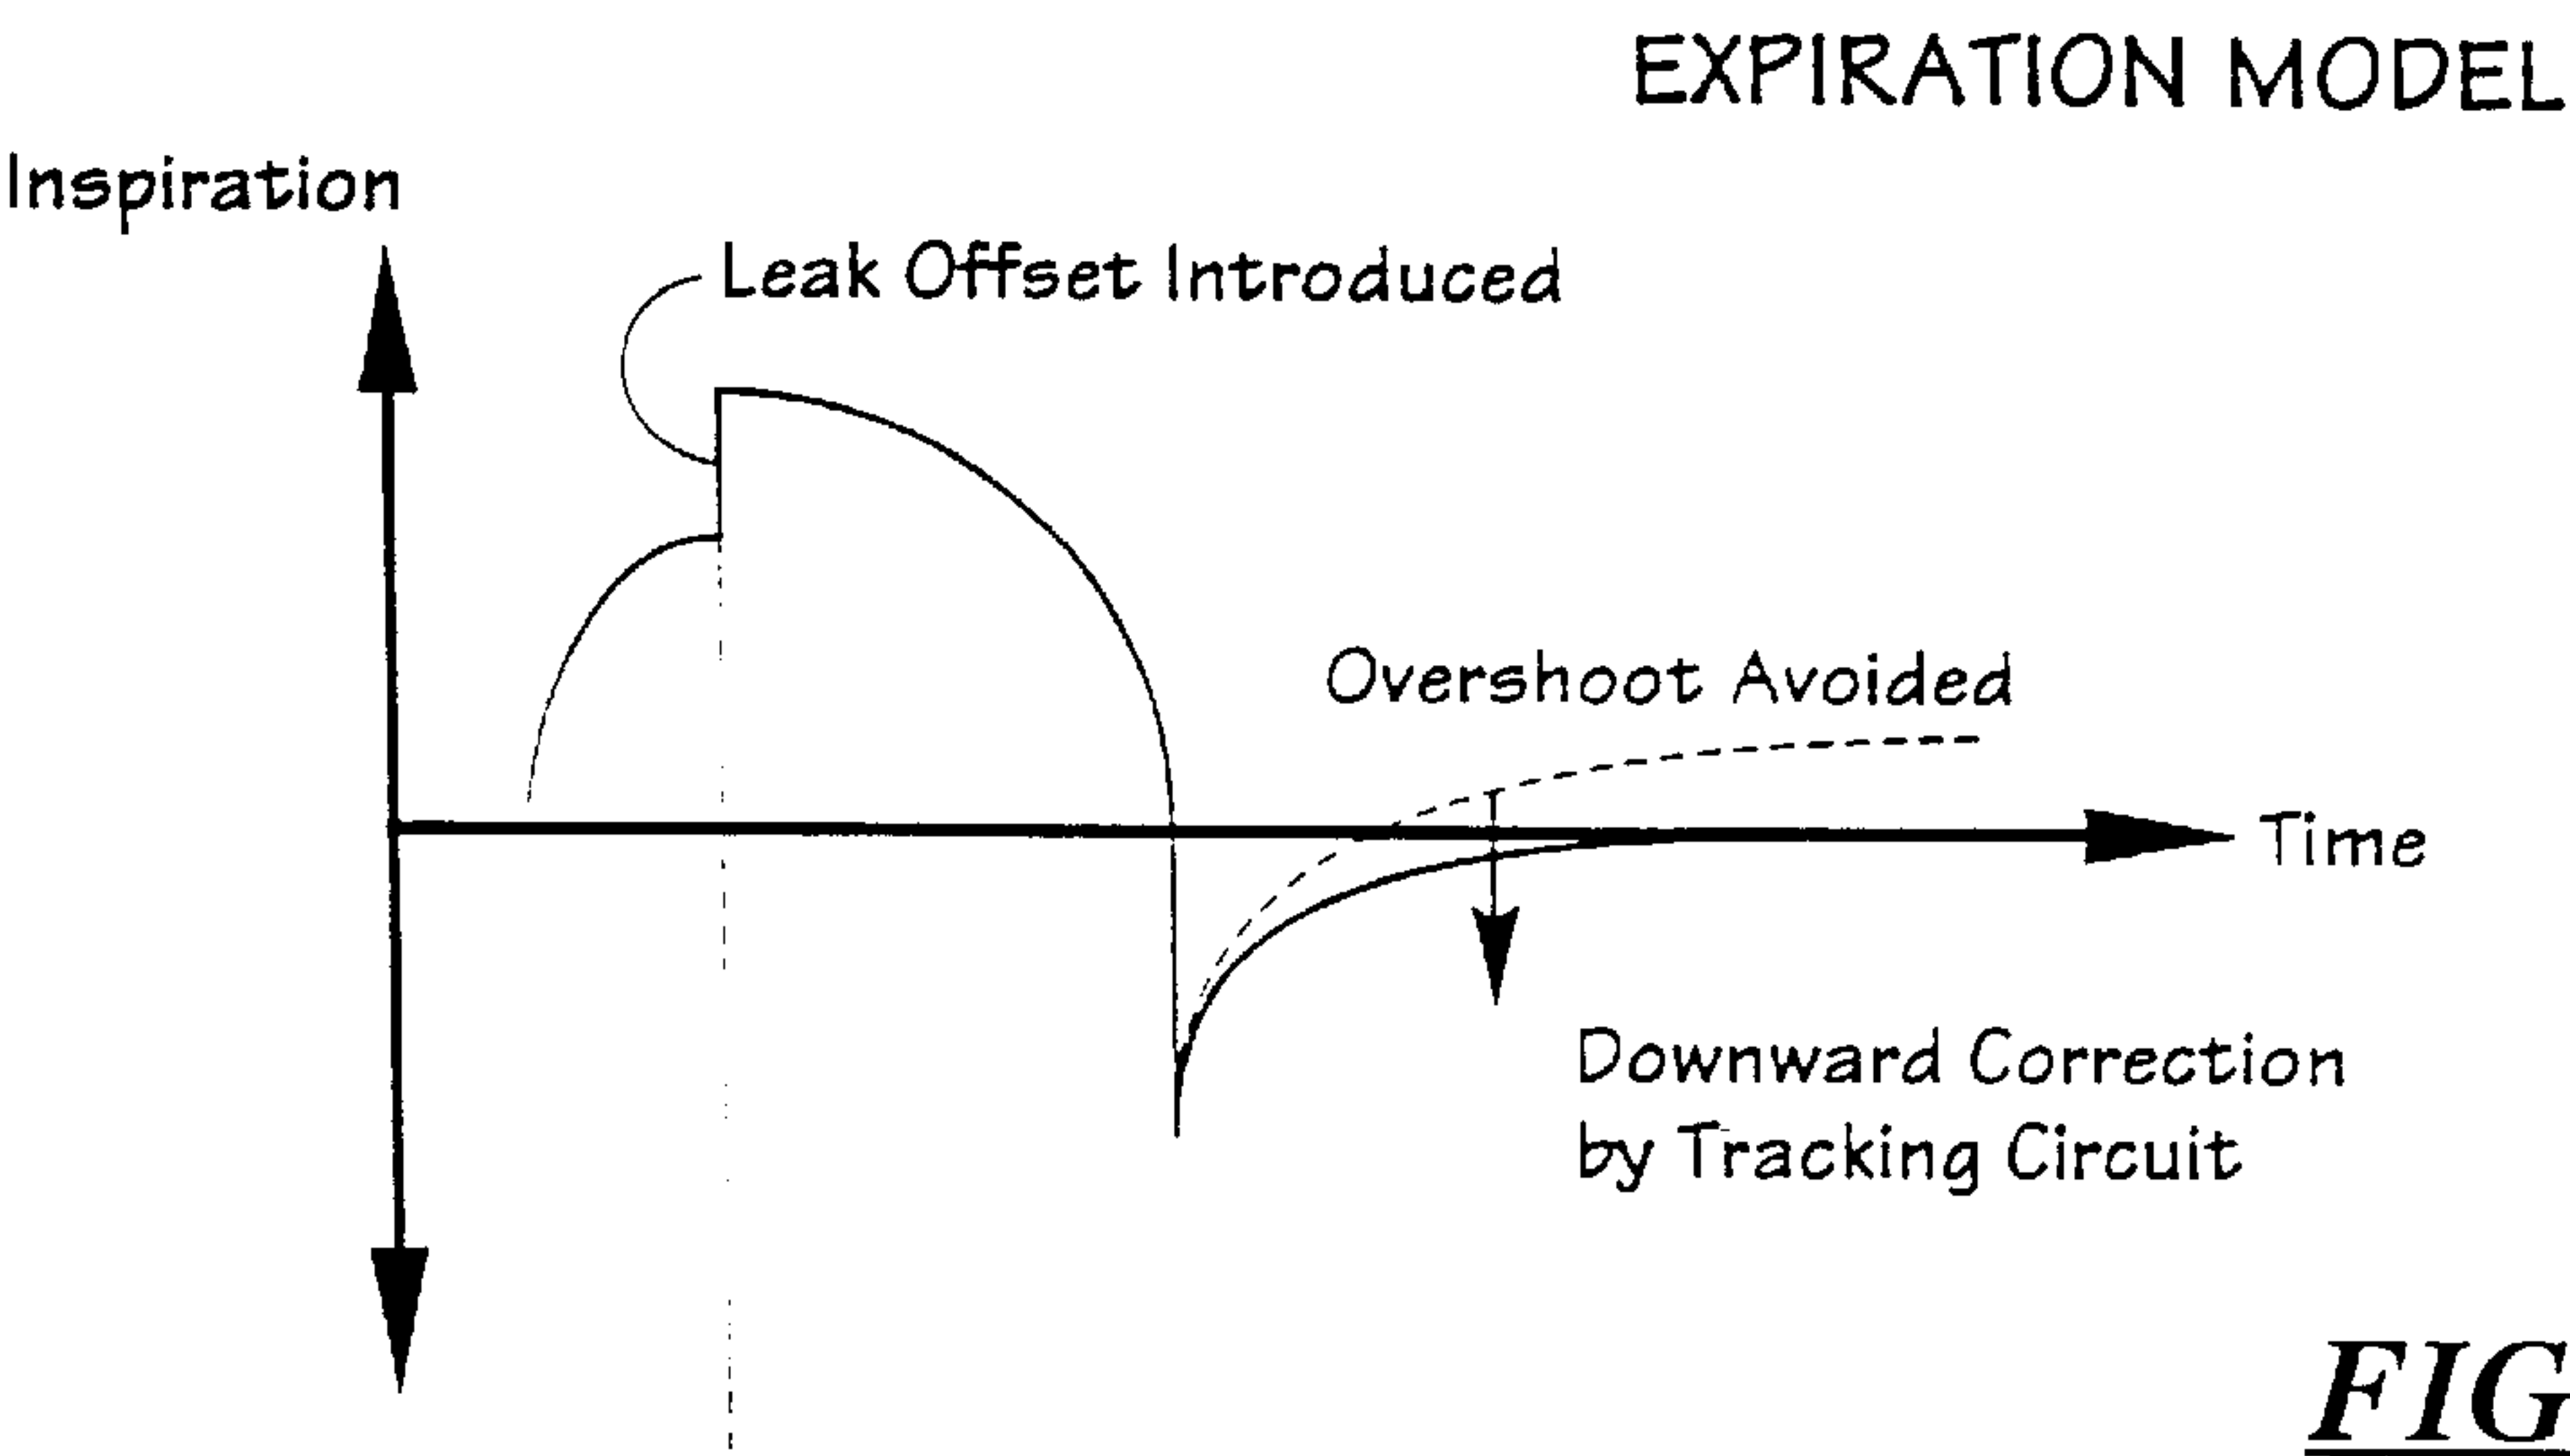 EXPIRATION MODEL
Inspiration
Leak Offset Introduced
Overshoot Avoided
Time
Downward Correction
by Tracking Circuit
FIG